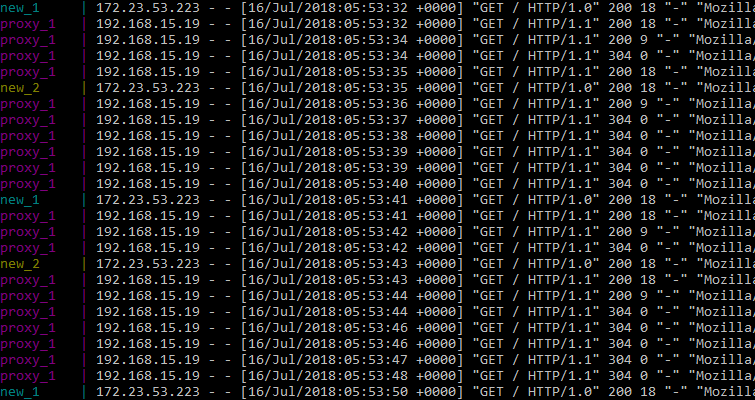 new_1 | 172.23.53.223 - - [16/Jul/2018:05:53:32 +0000] "GET / HTTP/1.0" 200 18 "-" "Mozilla
proxy_1 | 192.168.15.19 - - [16/Jul/2018:05:53:32 +0000] "GET / HTTP/1.1" 200 18 "-" "Mozilla
proxy_1 | 192.168.15.19 - - [16/Jul/2018:05:53:34 +0000] "GET / HTTP/1.1" 200 9 "-" "Mozilla/
proxy_1 | 192.168.15.19 - - [16/Jul/2018:05:53:34 +0000] "GET / HTTP/1.1" 304 0 "-" "Mozilla/
proxy_1 | 192.168.15.19 - - [16/Jul/2018:05:53:35 +0000] "GET / HTTP/1.1" 200 18 "-" "Mozilla
new_2 | 172.23.53.223 - - [16/Jul/2018:05:53:35 +0000] "GET / HTTP/1.0" 200 18 "-" "Mozilla
proxy_1 | 192.168.15.19 - - [16/Jul/2018:05:53:36 +0000] "GET / HTTP/1.1" 200 9 "-" "Mozilla/
proxy_1 | 192.168.15.19 - - [16/Jul/2018:05:53:37 +0000] "GET / HTTP/1.1" 304 0 "-" "Mozilla/
proxy_1 | 192.168.15.19 - - [16/Jul/2018:05:53:38 +0000] "GET / HTTP/1.1" 304 0 "-" "Mozilla/
proxy_1 | 192.168.15.19 - - [16/Jul/2018:05:53:39 +0000] "GET / HTTP/1.1" 304 0 "-" "Mozilla/
proxy_1 | 192.168.15.19 - - [16/Jul/2018:05:53:39 +0000] "GET / HTTP/1.1" 304 0 "-" "Mozilla/
proxy_1 | 192.168.15.19 - - [16/Jul/2018:05:53:40 +0000] "GET / HTTP/1.1" 304 0 "-" "Mozilla/
new_1 | 172.23.53.223 - - [16/Jul/2018:05:53:41 +0000] "GET / HTTP/1.0" 200 18 "-" "Mozilla
proxy_1 | 192.168.15.19 - - [16/Jul/2018:05:53:41 +0000] "GET / HTTP/1.1" 200 18 "-" "Mozilla
proxy_1 | 192.168.15.19 - - [16/Jul/2018:05:53:42 +0000] "GET / HTTP/1.1" 200 9 "-" "Mozilla/
proxy_1 | 192.168.15.19 - - [16/Jul/2018:05:53:42 +0000] "GET / HTTP/1.1" 304 0 "-" "Mozilla/
new_2 | 172.23.53.223 - - [16/Jul/2018:05:53:43 +0000] "GET / HTTP/1.0" 200 18 "-" "Mozilla
proxy_1 | 192.168.15.19 - - [16/Jul/2018:05:53:43 +0000] "GET / HTTP/1.1" 200 18 "-" "Mozilla
proxy_1 | 192.168.15.19 - - [16/Jul/2018:05:53:44 +0000] "GET / HTTP/1.1" 200 9 "-" "Mozilla/
proxy_1 | 192.168.15.19 - - [16/Jul/2018:05:53:44 +0000] "GET / HTTP/1.1" 304 0 "-" "Mozilla/
proxy_1 | 192.168.15.19 - - [16/Jul/2018:05:53:46 +0000] "GET / HTTP/1.1" 304 0 "-" "Mozilla/
proxy_1 | 192.168.15.19 - - [16/Jul/2018:05:53:46 +0000] "GET / HTTP/1.1" 304 0 "-" "Mozilla/
proxy_1 | 192.168.15.19 - - [16/Jul/2018:05:53:47 +0000] "GET / HTTP/1.1" 304 0 "-" "Mozilla/
proxy_1 | 192.168.15.19 - - [16/Jul/2018:05:53:48 +0000] "GET / HTTP/1.1" 304 0 "-" "Mozilla/
new_1 | 172.23.53.223 - - [16/Jul/2018:05:53:50 +0000] "GET / HTTP/1.0" 200 18 "-" "Mozilla